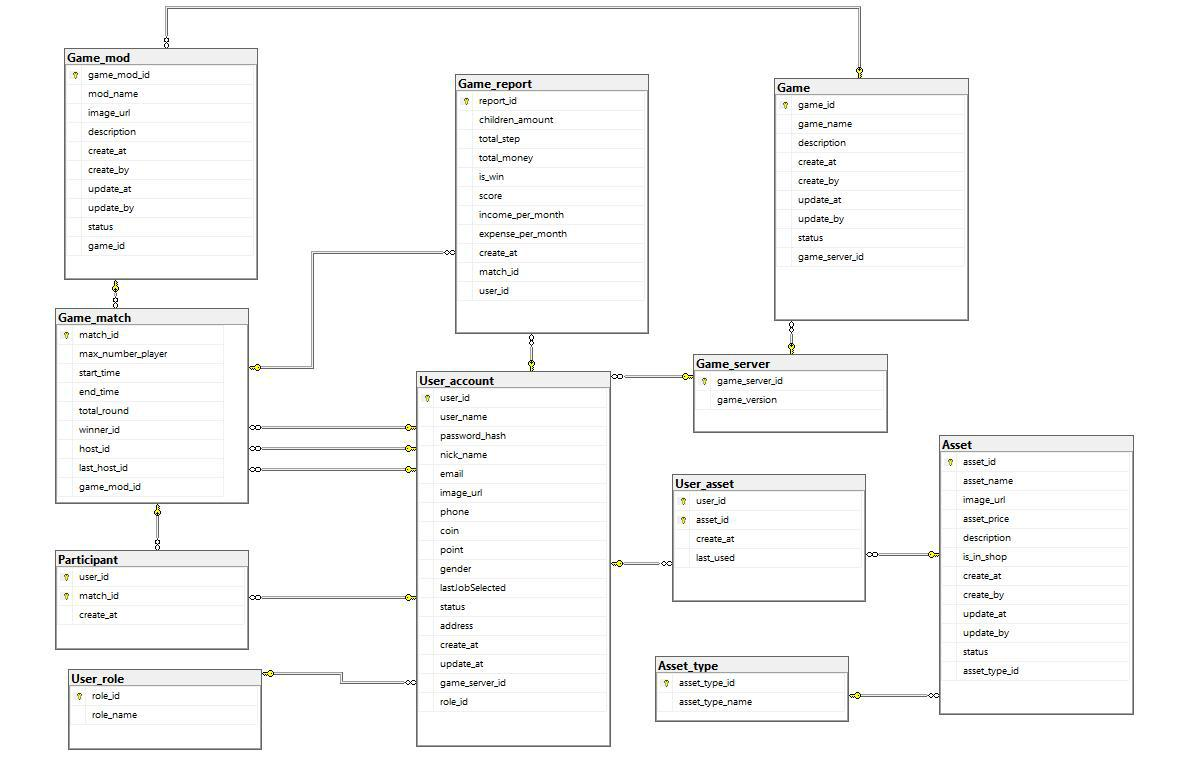 Game_mod
game_mod_id
mod_name
image_url
description
create_at
create_by
update_at
update_by
status
game_id
Game_report
report_id
children_amount
total_step
total_money
is_win
score
income_per_month
expense_per_month
create_at
match_id
user_id
Game
game_id
game_name
description
create_at
create_by
update_at
update_by
status
game_server_id
Game_match
match_id
max_number_player
start_time
end_time
total_round
winner_id
host_id
last_host_id
game_mod_id
User_account
user_id
user_name
password_hash
nick_name
email
image_url
phone
coin
point
gender
lastJobSelected
status
address
create_at
update_at
game_server_id
role_id
Game_server
game_server_id
game_version
Asset
asset_id
asset_name
image_url
asset_price
description
is_in_shop
create_at
create_by
update_at
update_by
status
asset_type_id
User_asset
user_id
asset_id
create_at
last_used
Participant
user_id
match_id
create_at
User_role
role_id
role_name
Asset_type
asset_type_id
asset_type_name